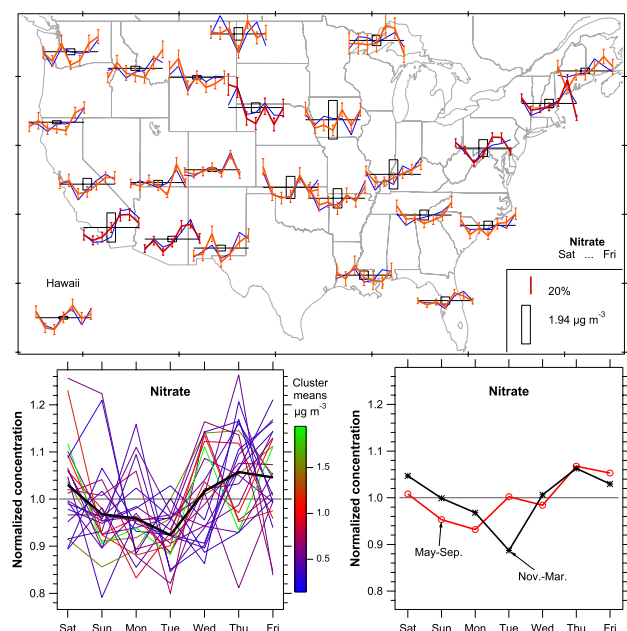 Hawaii
Nitrate
Sat ... Fri
20%
1.94 µg m-3
Normalized concentration
1.2
1.1
1.0
0.9
0.8
Nitrate
Sat Sun Mon Tue Wed Thu Fri
Cluster
means
µg m-3
1.5
1.0
0.5
Normalized concentration
1.2
1.1
1.0
0.9
0.8
Nitrate
May-Sep.
Nov.-Mar.
Sat Sun Mon Tue Wed Thu Fri